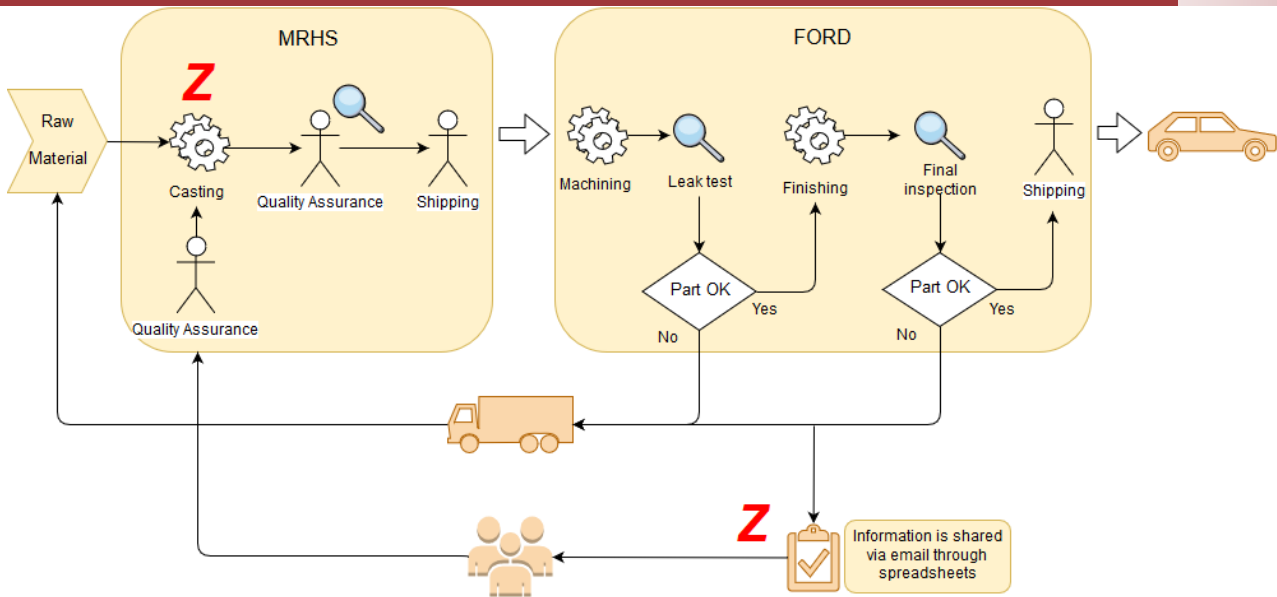 MRHS
FORD
Z
Raw
Material
Casting
Quality Assurance
Shipping
Quality Assurance
Machining
Leak test
Finishing
Final
inspection
Shipping
Part OK
Yes
No
Part OK
Yes
No
Z
Information is shared
via email through
spreadsheets